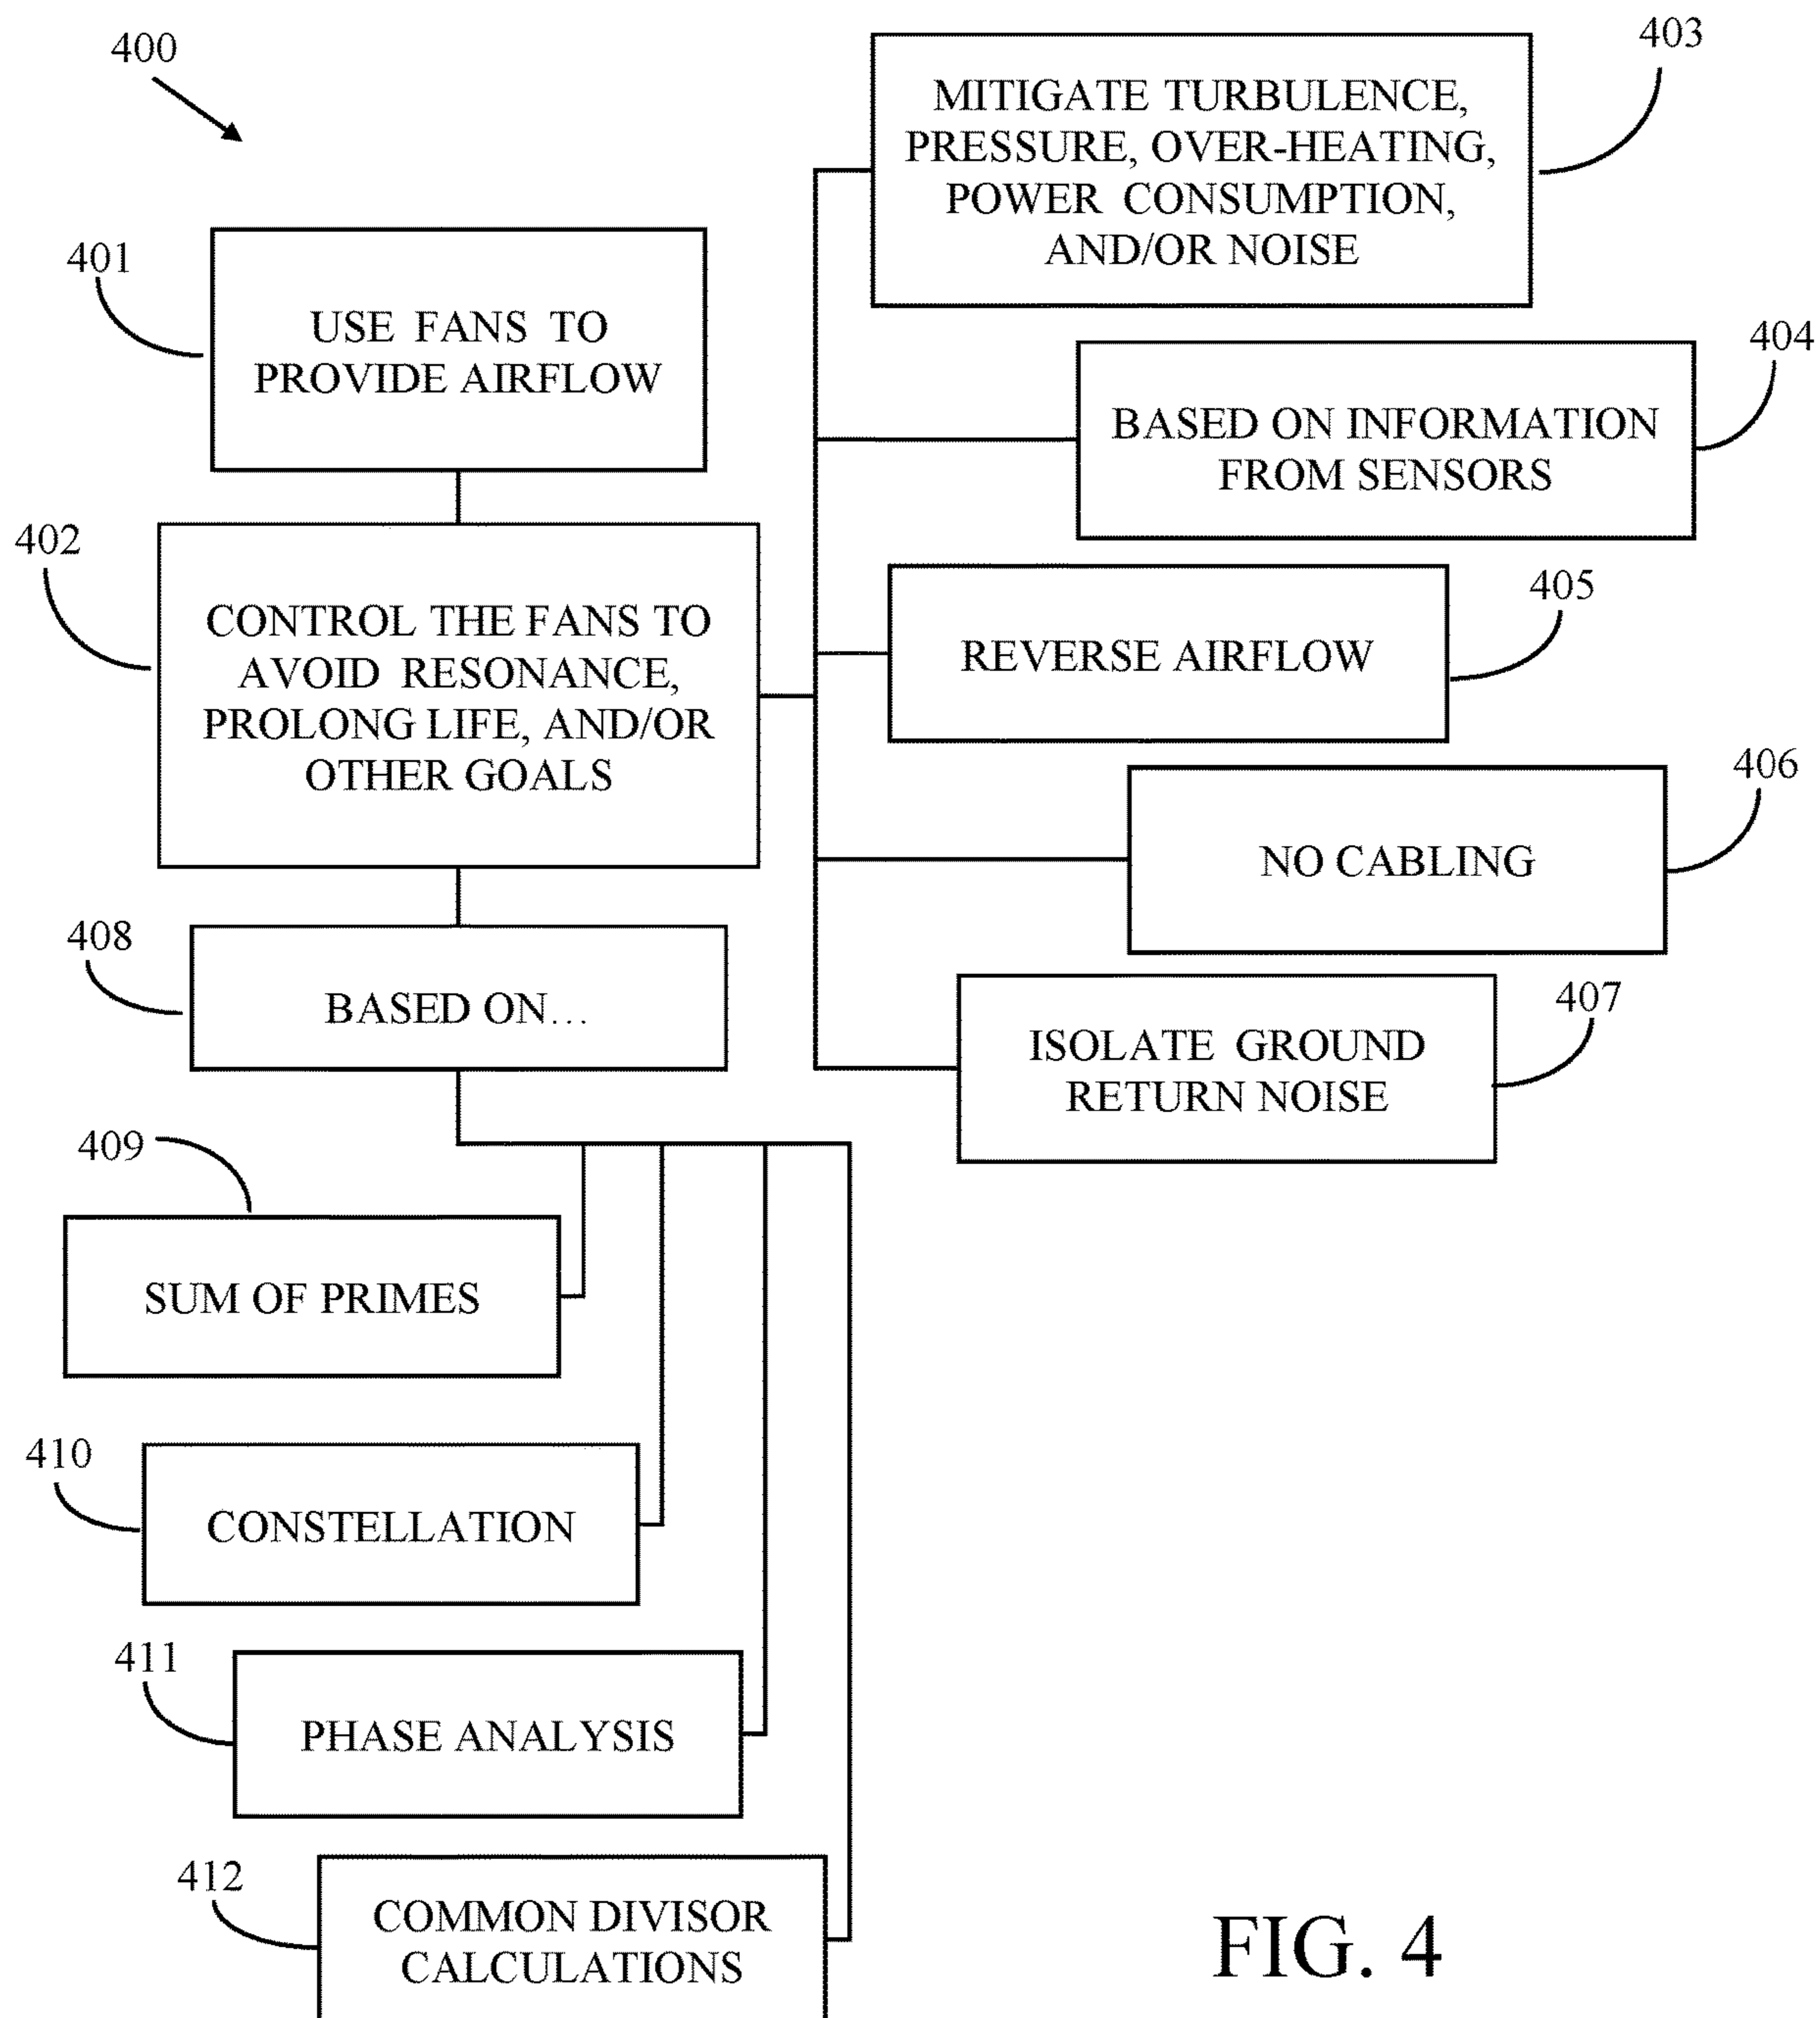 400
401
USE FANS TO
PROVIDE AIRFLOW
402
CONTROL THE FANS TO
AVOID RESONANCE,
PROLONG LIFE, AND/OR
OTHER GOALS
403
MITIGATE TURBULENCE,
PRESSURE, OVER-HEATING,
POWER CONSUMPTION,
AND/OR NOISE
404
BASED ON INFORMATION
FROM SENSORS
405
REVERSE AIRFLOW
406
NO CABLING
407
ISOLATE GROUND
RETURN NOISE
408
BASED ON...
409
SUM OF PRIMES
410
CONSTELLATION
411
PHASE ANALYSIS
412
COMMON DIVISOR
CALCULATIONS
FIG. 4